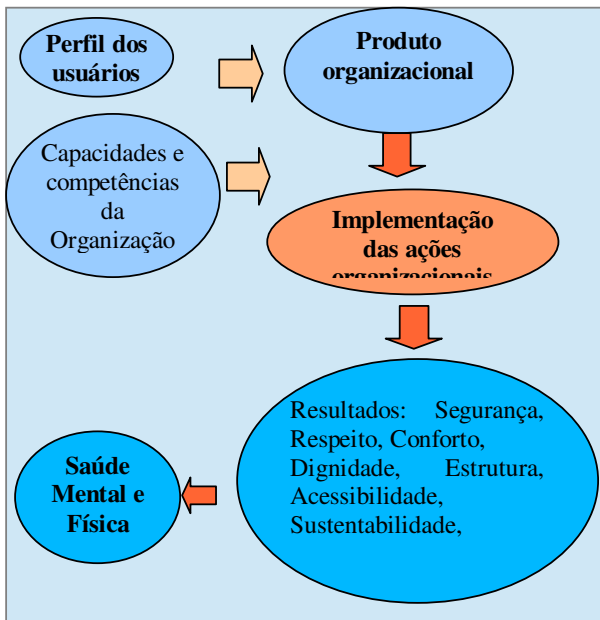 Perfil dos
usuários
Produto
organizacional
Capacidades e
competências
da
Organização
Implementação
das ações
organizacionais
Resultados: Segurança,
Respeito, Conforto,
Dignidade, Estrutura,
Acessibilidade,
Sustentabilidade,
Saúde
Mental e
Física